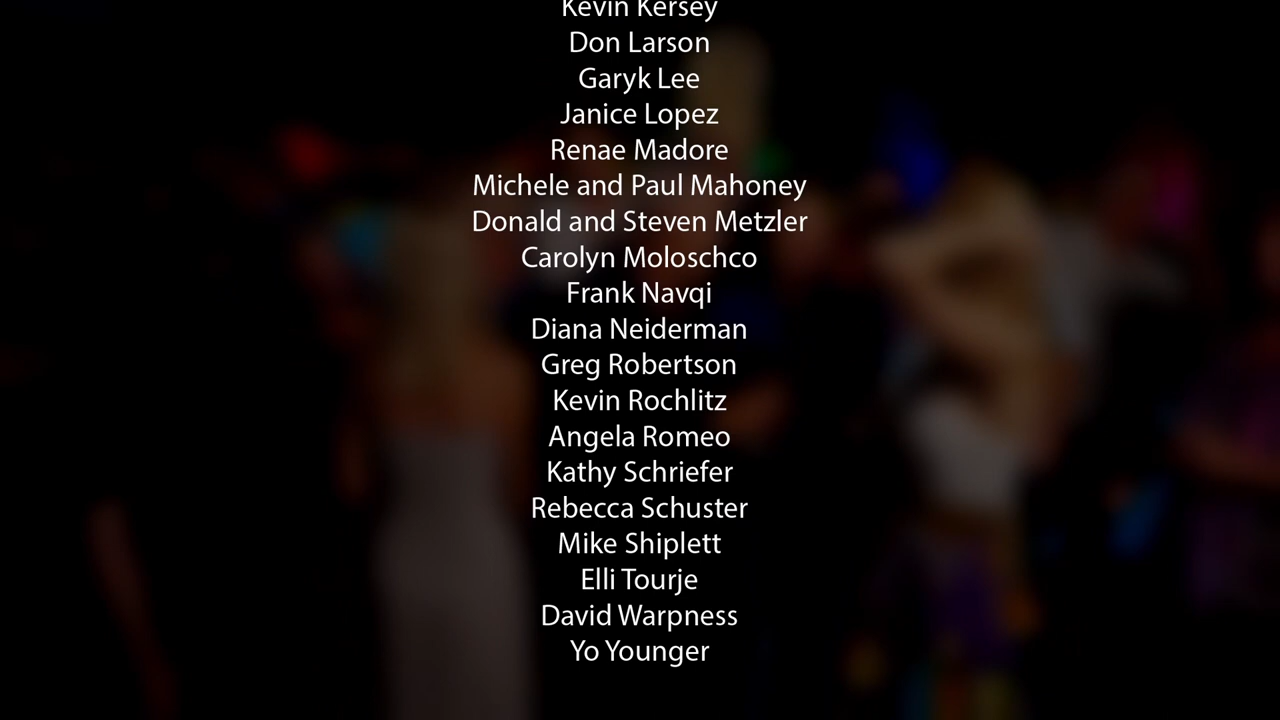 Kevin Kersey
Don Larson
Garyk Lee
Janice Lopez
Renae Madore
Michele and Paul Mahoney
Donald and Steven Metzler
Carolyn Moloschco
Frank Navqi
Diana Neiderman
Greg Robertson
Kevin Rochlitz
Angela Romeo
Kathy Schriefer
Rebecca Schuster
Mike Shiplett
Elli Tourje
David Warpness
Yo Younger